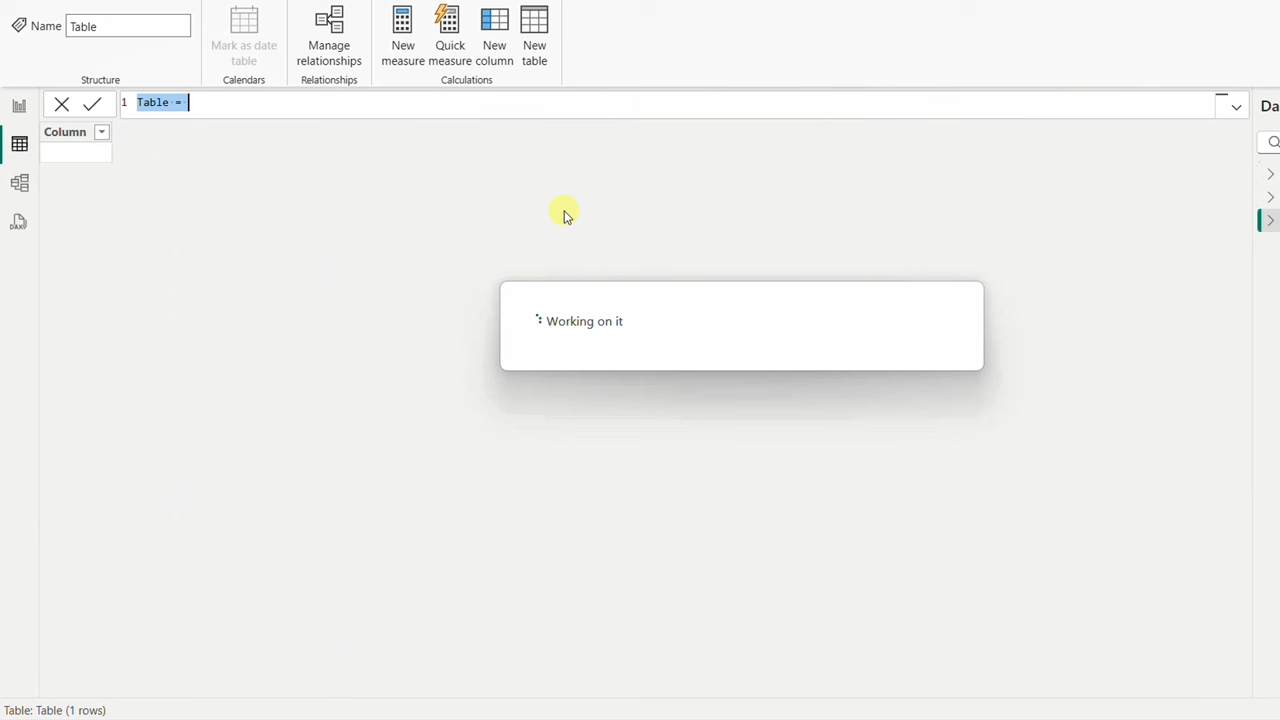 Name Table
Mark as date
table
Manage
relationships
New
measure
Quick
measure
New
column
New
table
Structure
Calendars
Relationships
Calculations
1 Table =
Da
Column
DAX
Working on it
Table: Table (1 rows)